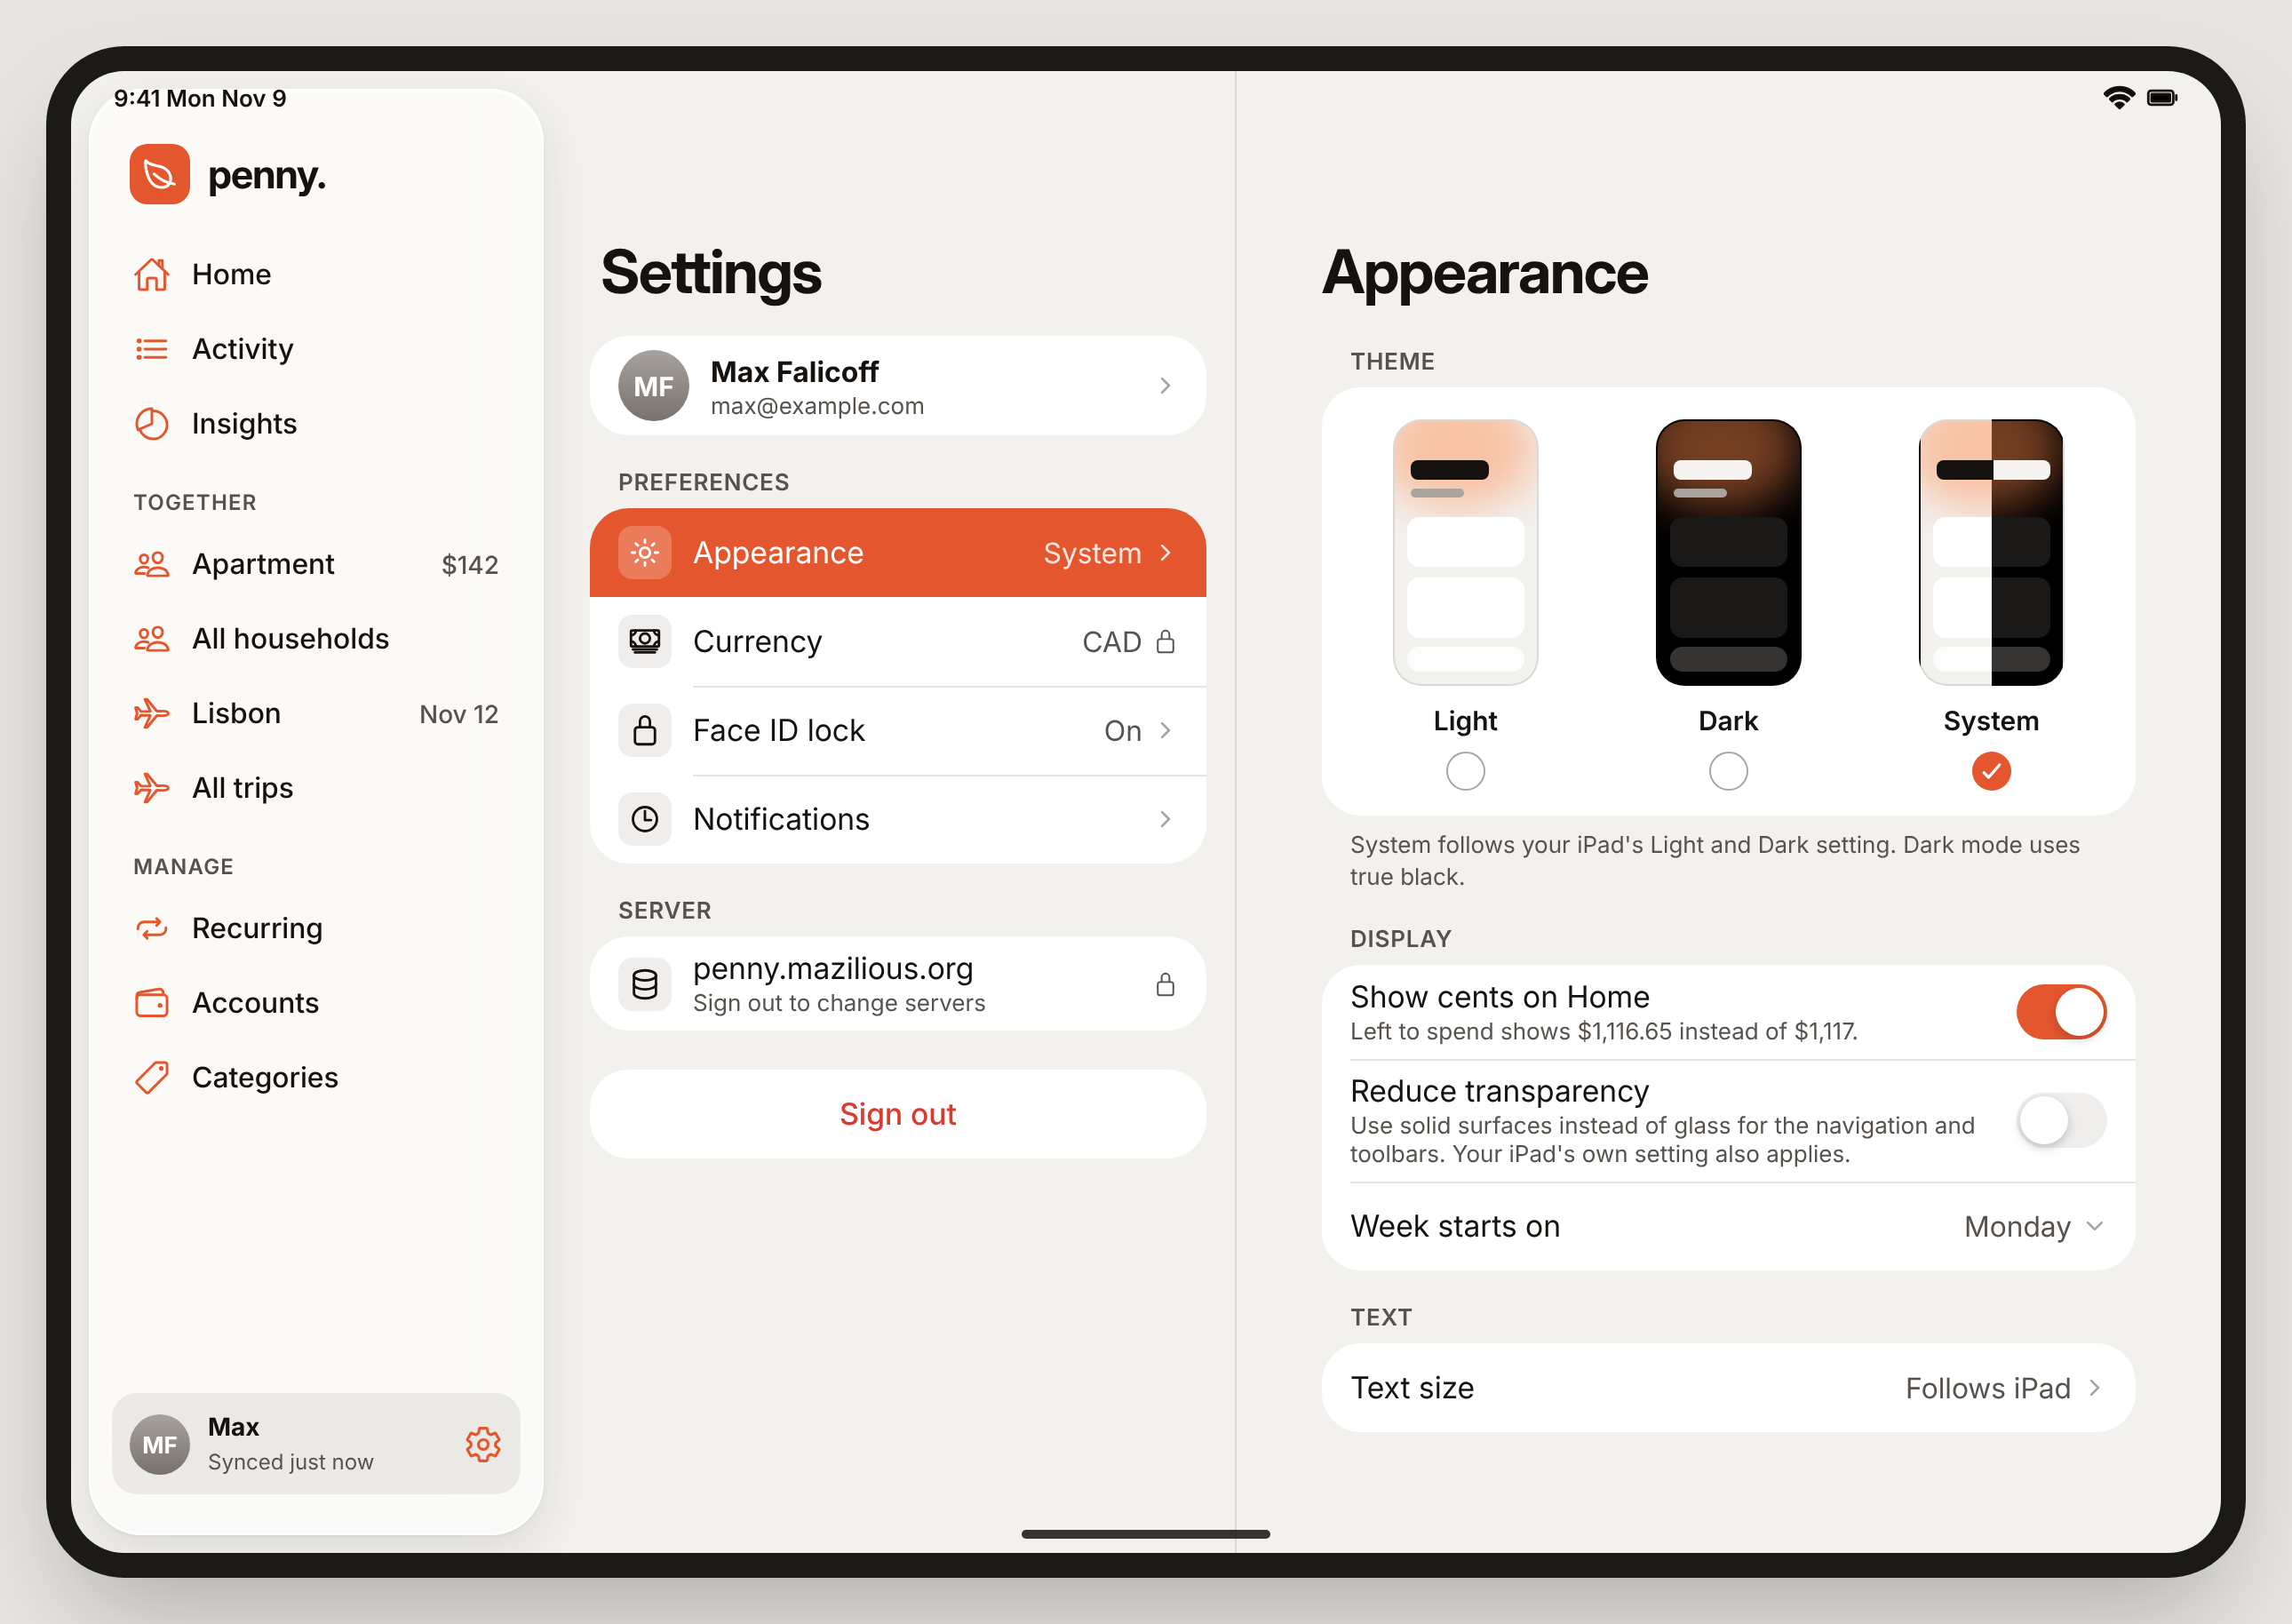 9:41 Mon Nov 9
penny.
Home
Activity
Insights
TOGETHER
Apartment $142
All households
Lisbon Nov 12
All trips
MANAGE
Recurring
Accounts
Categories
MF
Max
Synced just now
Settings
MF
Max Falicoff
max@example.com
PREFERENCES
Appearance System
Currency CAD
Face ID lock On
Notifications
SERVER
penny.mazilious.org
Sign out to change servers
Sign out
Appearance
THEME
Light Dark System
System follows your iPad's Light and Dark setting. Dark mode uses
true black.
DISPLAY
Show cents on Home
Left to spend shows $1,116.65 instead of $1,117.
Reduce transparency
Use solid surfaces instead of glass for the navigation and
toolbars. Your iPad's own setting also applies.
Week starts on Monday
TEXT
Text size Follows iPad